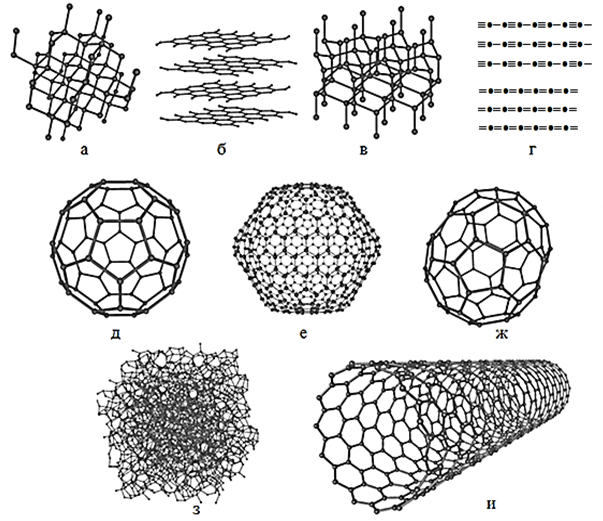 а б в г
д е ж
з и